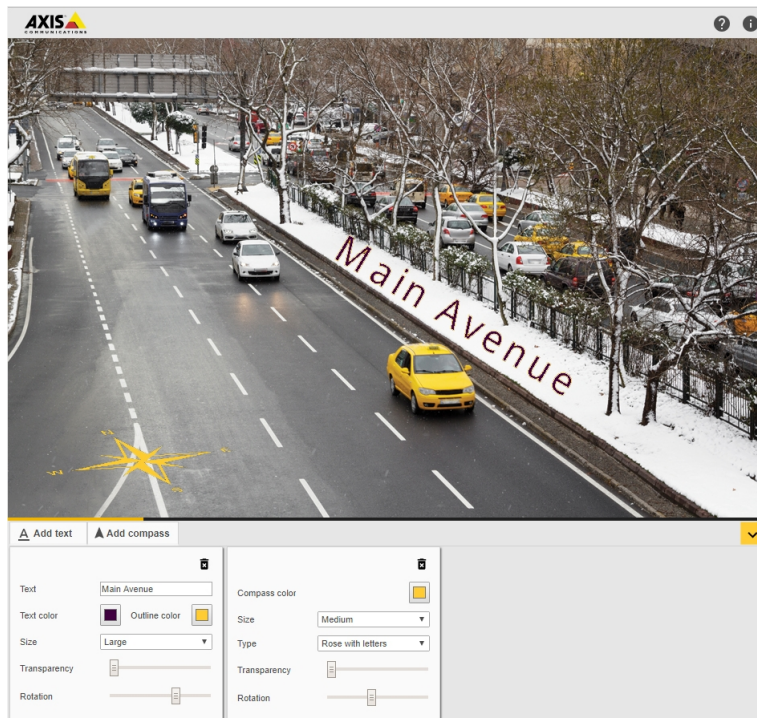 AXIS
COMMUNICATIONS
Main Avenue
Add text
Add compass
Text
Main Avenue
Text color
Outline color
Size
Large
Transparency
Rotation
Compass color
Size
Medium
Type
Rose with letters
Transparency
Rotation